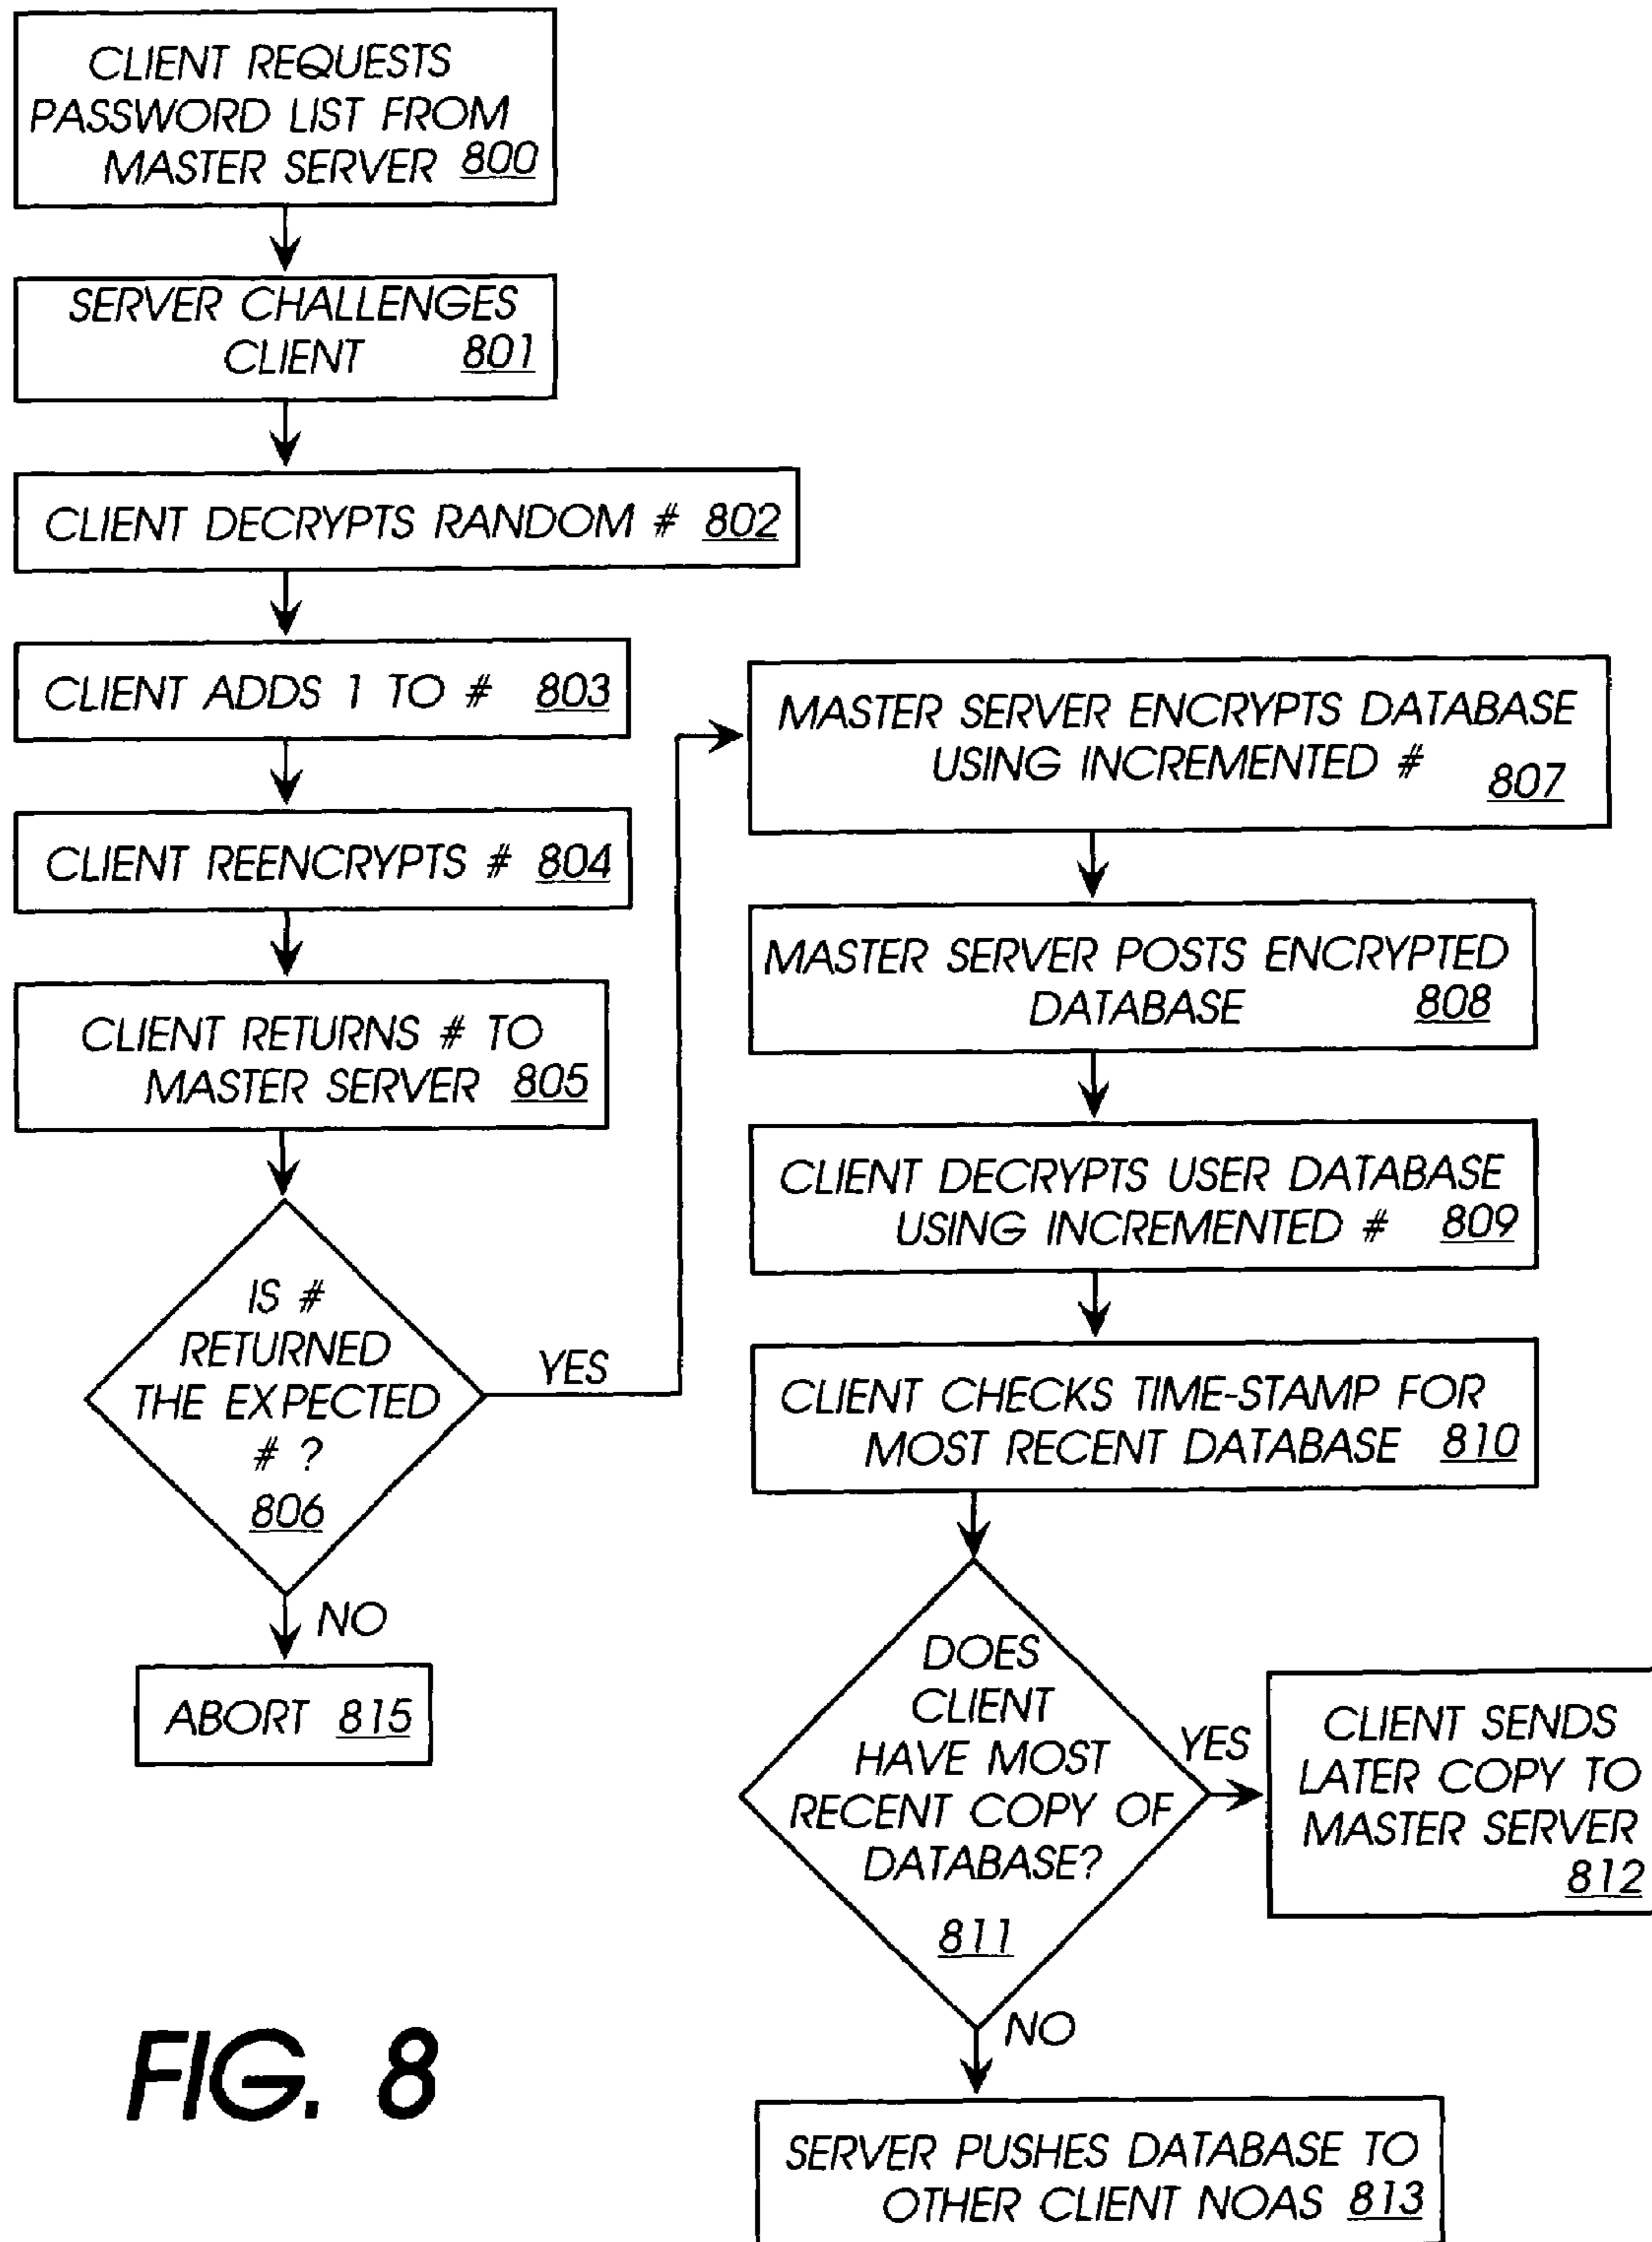 CLIENT REQUESTS
PASSWORD LIST FROM
MASTER SERVER 800
SERVER CHALLENGES
CLIENT 801
CLIENT DECRYPTS RANDOM # 802
CLIENT ADDS 1 TO # 803
CLIENT REENCRYPTS # 804
CLIENT RETURNS # TO
MASTER SERVER 805
IS #
RETURNED
THE EXPECTED
# ?
806
YES
NO
ABORT 815
MASTER SERVER ENCRYPTS DATABASE
USING INCREMENTED # 807
MASTER SERVER POSTS ENCRYPTED
DATABASE 808
CLIENT DECRYPTS USER DATABASE
USING INCREMENTED # 809
CLIENT CHECKS TIME-STAMP FOR
MOST RECENT DATABASE 810
DOES
CLIENT
HAVE MOST
RECENT COPY OF
DATABASE?
811
YES
CLIENT SENDS
LATER COPY TO
MASTER SERVER
812
NO
SERVER PUSHES DATABASE TO
OTHER CLIENT NOAS 813
FIG. 8